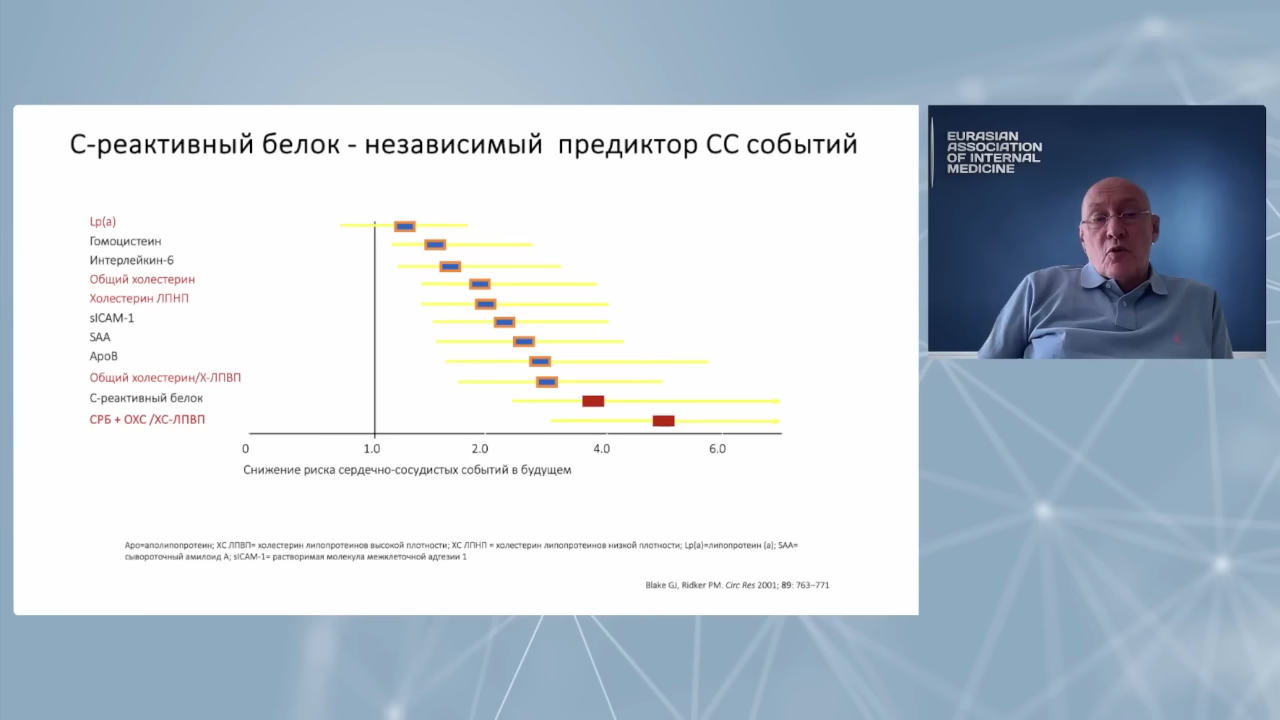 С-реактивный белок - независимый предиктор СС событий
Lp(a)
Гомоцистеин
Интерлейкин-6
Общий холестерин
Холестерин ЛПНП
sICAM-1
SAA
ApoB
Общий холестерин/Х-ЛПВП
С-реактивный белок
СРБ + ОХС /ХС-ЛПВП
0 1.0 2.0 4.0 6.0
Снижение риска сердечно-сосудистых событий в будущем
Apo=аполипопротеин; ХС ЛПВП= холестерин липопротеинов высокой плотности; ХС ЛПНП = холестерин липопротеинов низкой плотности; Lp(a)=липопротеин (a); SAA=
сывороточный амилоид А; sICAM-1= растворимая молекула межклеточной адгезии 1
Blake GJ, Ridker PM. Circ Res 2001; 89: 763–771
EURASIAN
ASSOCIATION
OF INTERNAL
MEDICINE